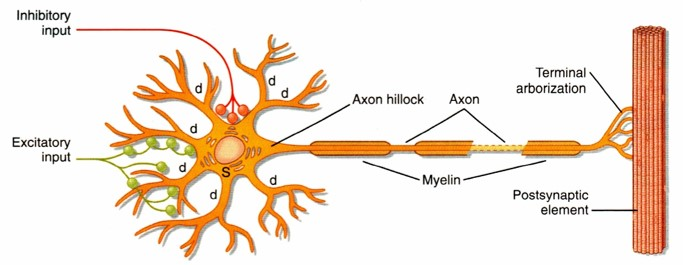 Inhibitory
input
d
d
d
Terminal
arborization
Axon hillock
Axon
d
Excitatory
input
d
S
d
d
Myelin
Postsynaptic
element